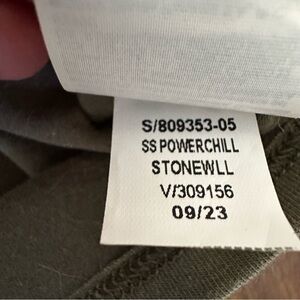 S/809353-05
SS POWERCHILL
STONEWLL
V/309156
09/23